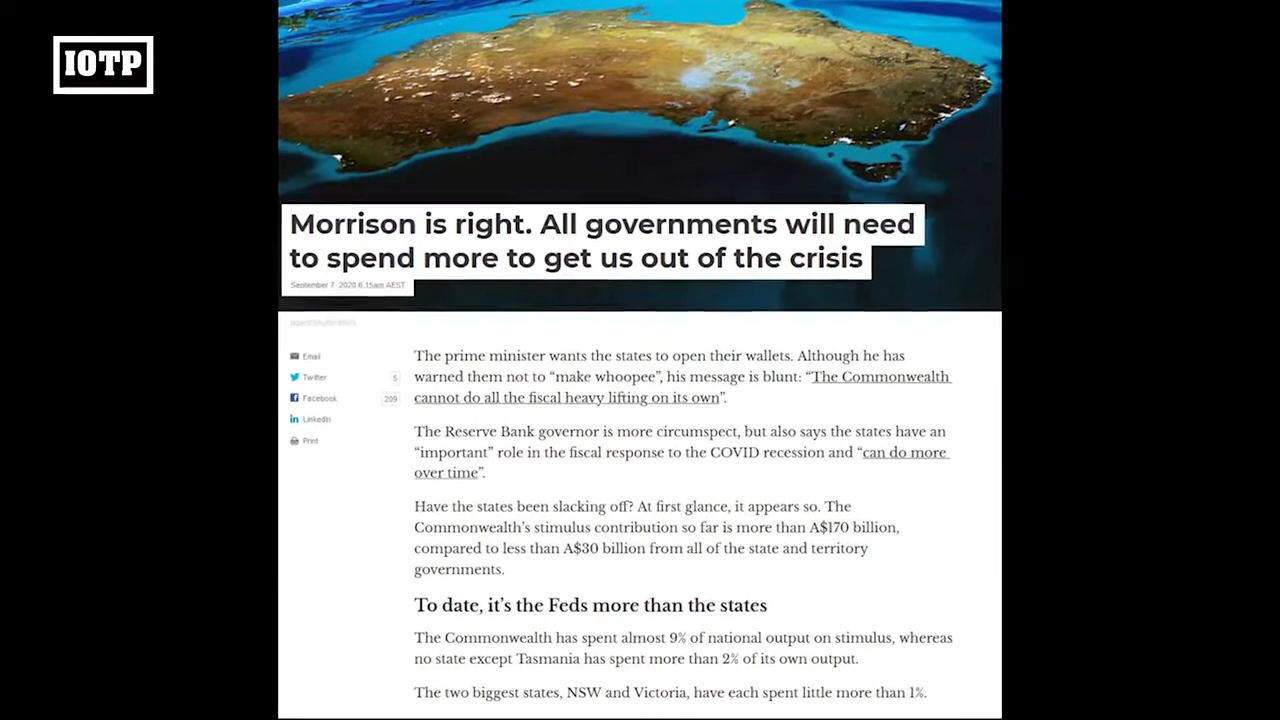 IOTP
Morrison is right. All governments will need
to spend more to get us out of the crisis
September 7, 2020 6.15am AEST
Email
Twitter 5
Facebook 209
LinkedIn
Print
The prime minister wants the states to open their wallets. Although he has
warned them not to “make whoopee”, his message is blunt: “The Commonwealth
cannot do all the fiscal heavy lifting on its own”.
The Reserve Bank governor is more circumspect, but also says the states have an
“important” role in the fiscal response to the COVID recession and “can do more
over time”.
Have the states been slacking off? At first glance, it appears so. The
Commonwealth’s stimulus contribution so far is more than A$170 billion,
compared to less than A$30 billion from all of the state and territory
governments.
To date, it’s the Feds more than the states
The Commonwealth has spent almost 9% of national output on stimulus, whereas
no state except Tasmania has spent more than 2% of its own output.
The two biggest states, NSW and Victoria, have each spent little more than 1%.